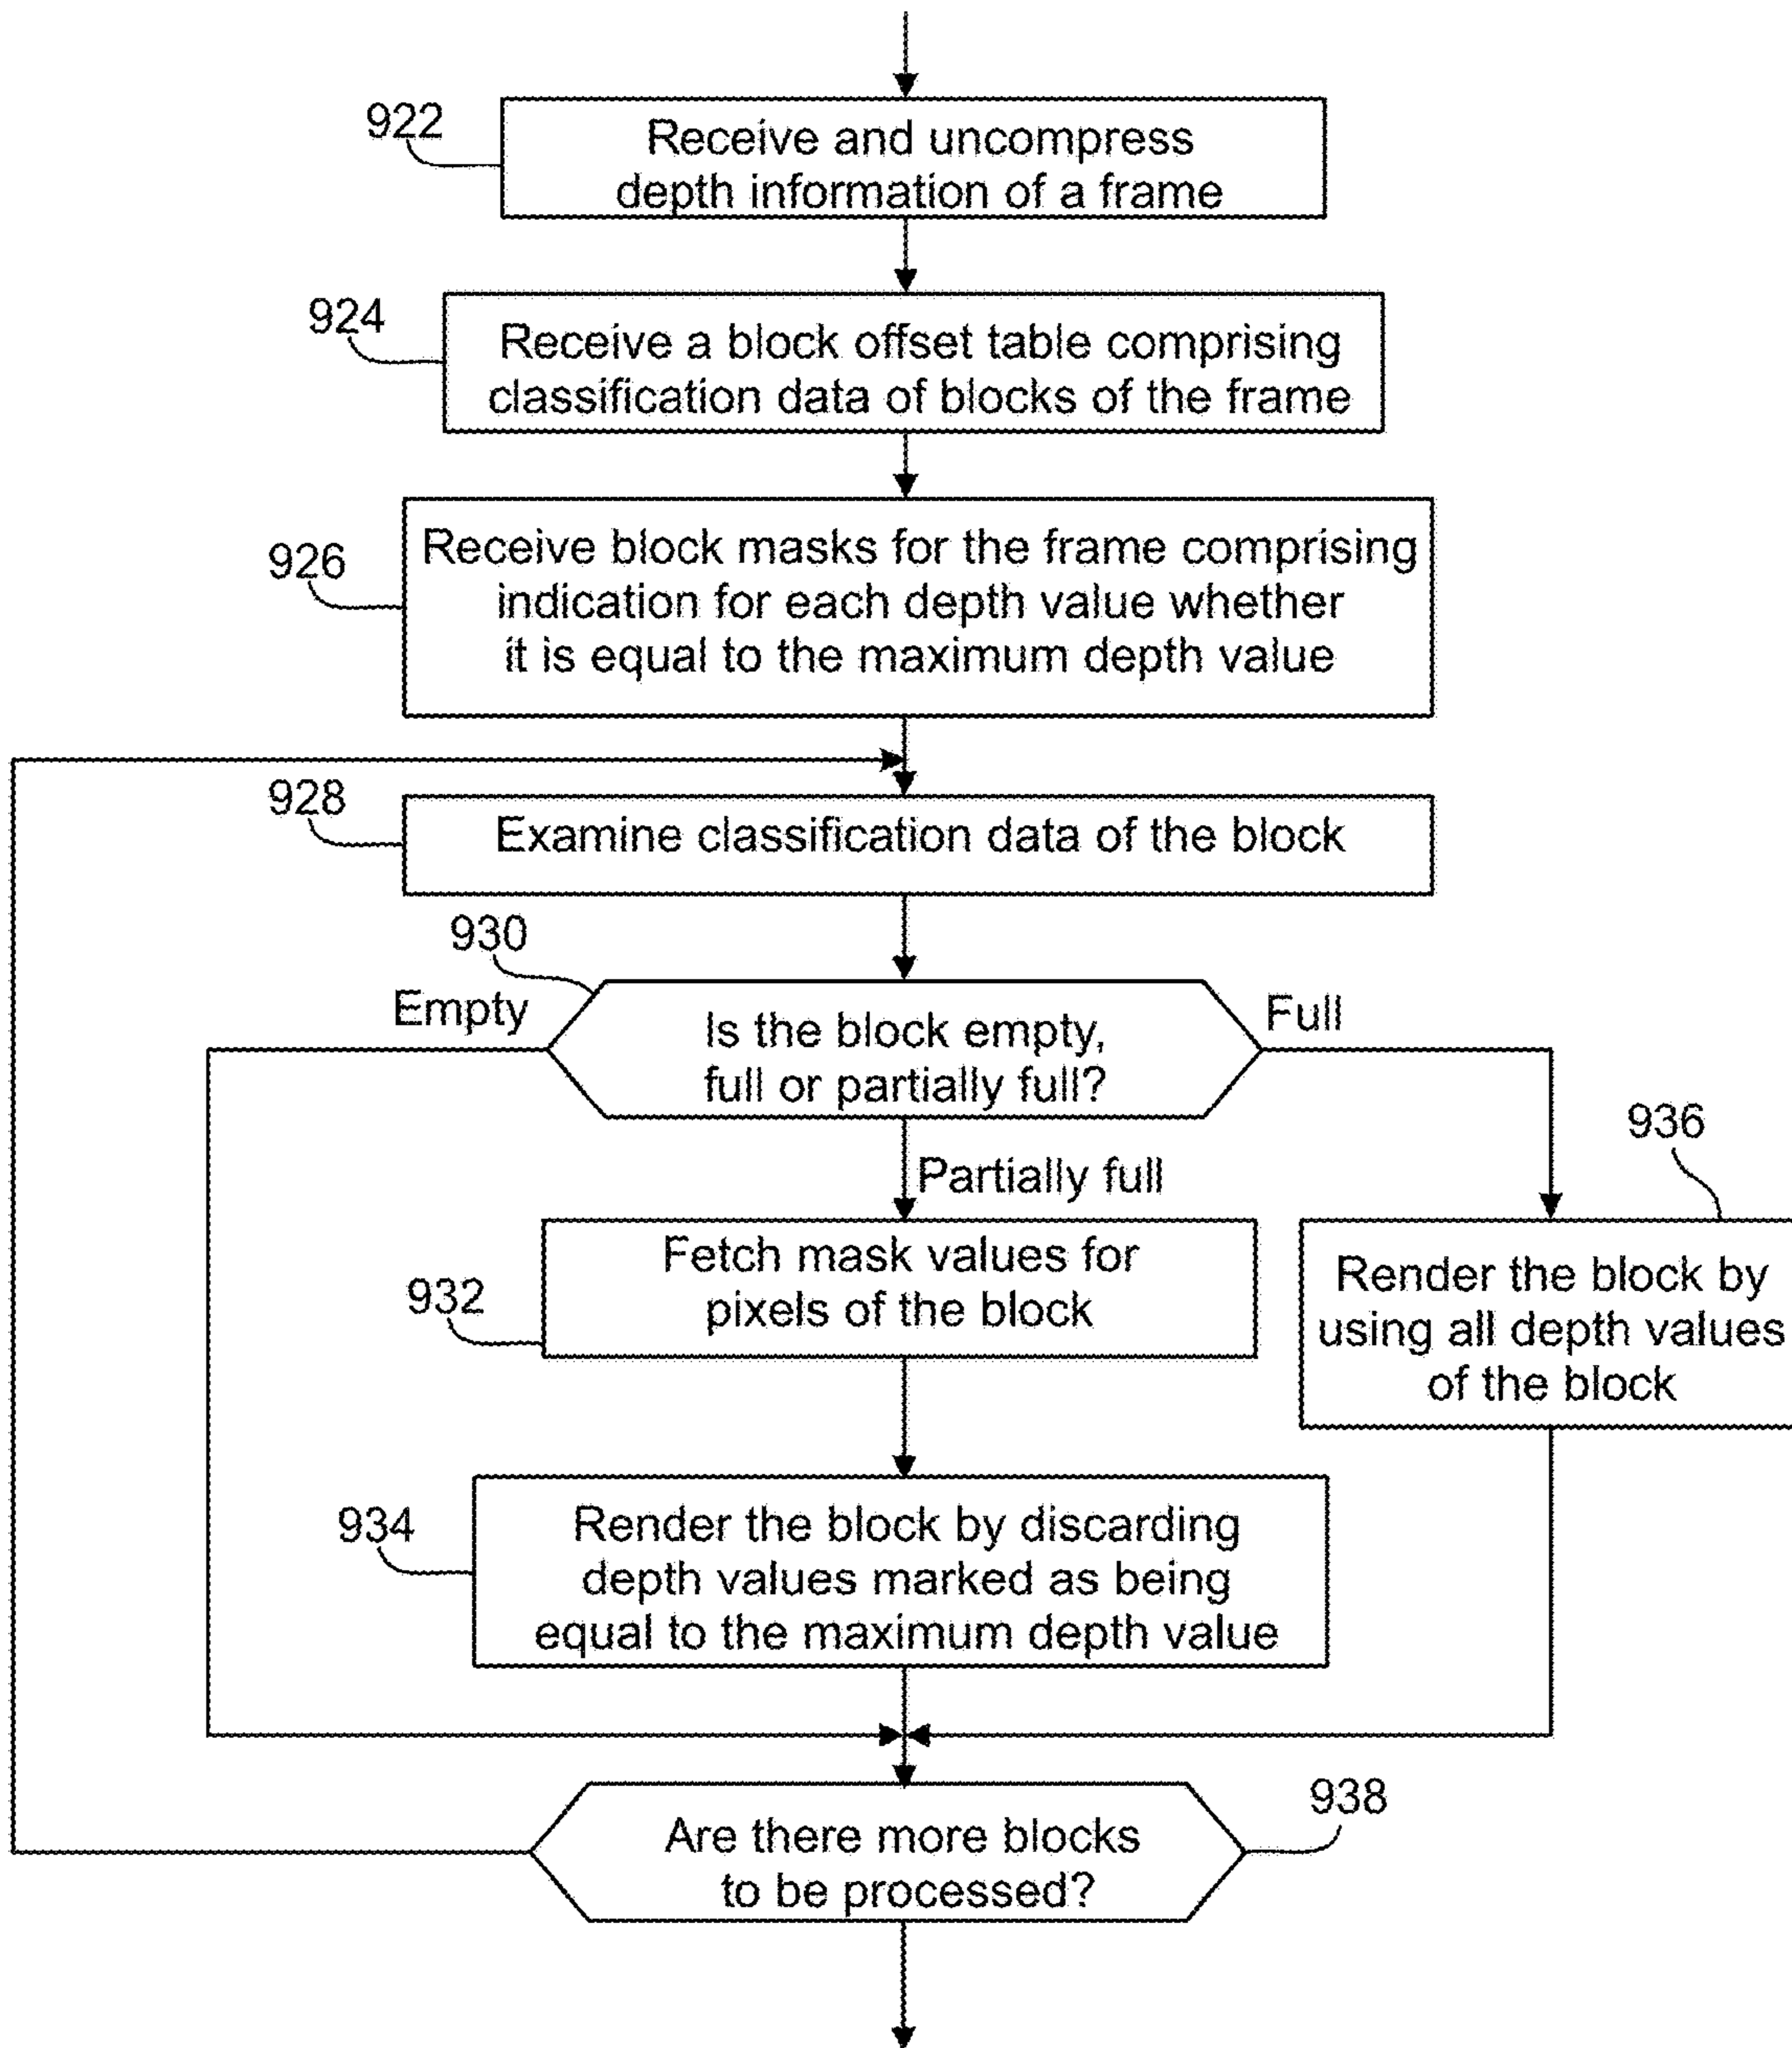 922
Receive and uncompress
depth information of a frame
924
Receive a block offset table comprising
classification data of blocks of the frame
926
Receive block masks for the frame comprising
indication for each depth value whether
it is equal to the maximum depth value
928
Examine classification data of the block
930
Empty
Is the block empty,
full or partially full?
Full
Partially full
936
932
Fetch mask values for
pixels of the block
Render the block by
using all depth values
of the block
934
Render the block by discarding
depth values marked as being
equal to the maximum depth value
938
Are there more blocks
to be processed?